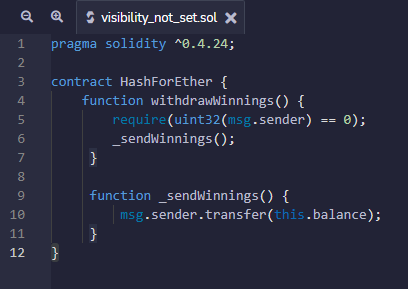 visibility_not_set.sol
1 pragma solidity ^0.4.24;
2
3 contract HashForEther {
4 function withdrawWinnings() {
5 require(uint32(msg.sender) == 0);
6 _sendWinnings();
7 }
8
9 function _sendWinnings() {
10 msg.sender.transfer(this.balance);
11 }
12 }